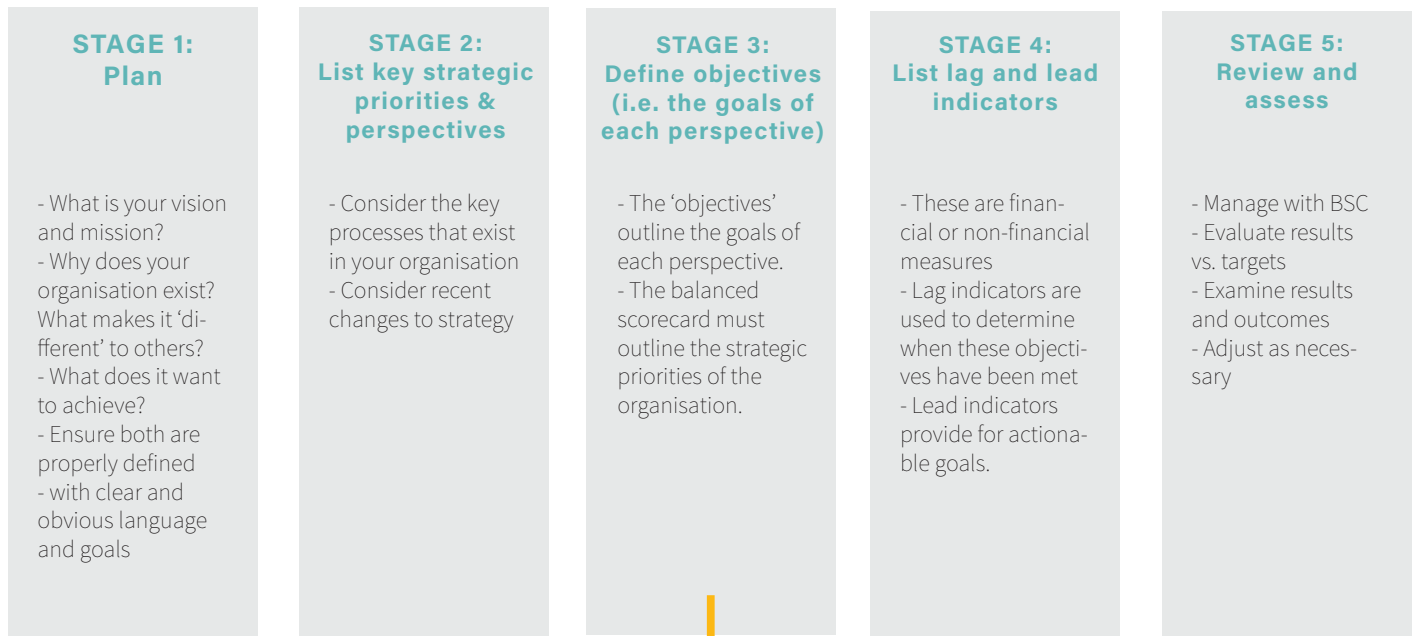 STAGE 1:
Plan
- What is your vision
and mission?
- Why does your
organisation exist?
What makes it ‘di-
fferent’ to others?
- What does it want
to achieve?
- Ensure both are
properly defined
- with clear and
obvious language
and goals
STAGE 2:
List key strategic
priorities &
perspectives
- Consider the key
processes that exist
in your organisation
- Consider recent
changes to strategy
STAGE 3:
Define objectives
(i.e. the goals of
each perspective)
- The ‘objectives’
outline the goals of
each perspective.
- The balanced
scorecard must
outline the strategic
priorities of the
organisation.
STAGE 4:
List lag and lead
indicators
- These are finan-
cial or non-financial
measures
- Lag indicators are
used to determine
when these objecti-
ves have been met
- Lead indicators
provide for actiona-
ble goals.
STAGE 5:
Review and
assess
- Manage with BSC
- Evaluate results
vs. targets
- Examine results
and outcomes
- Adjust as neces-
sary